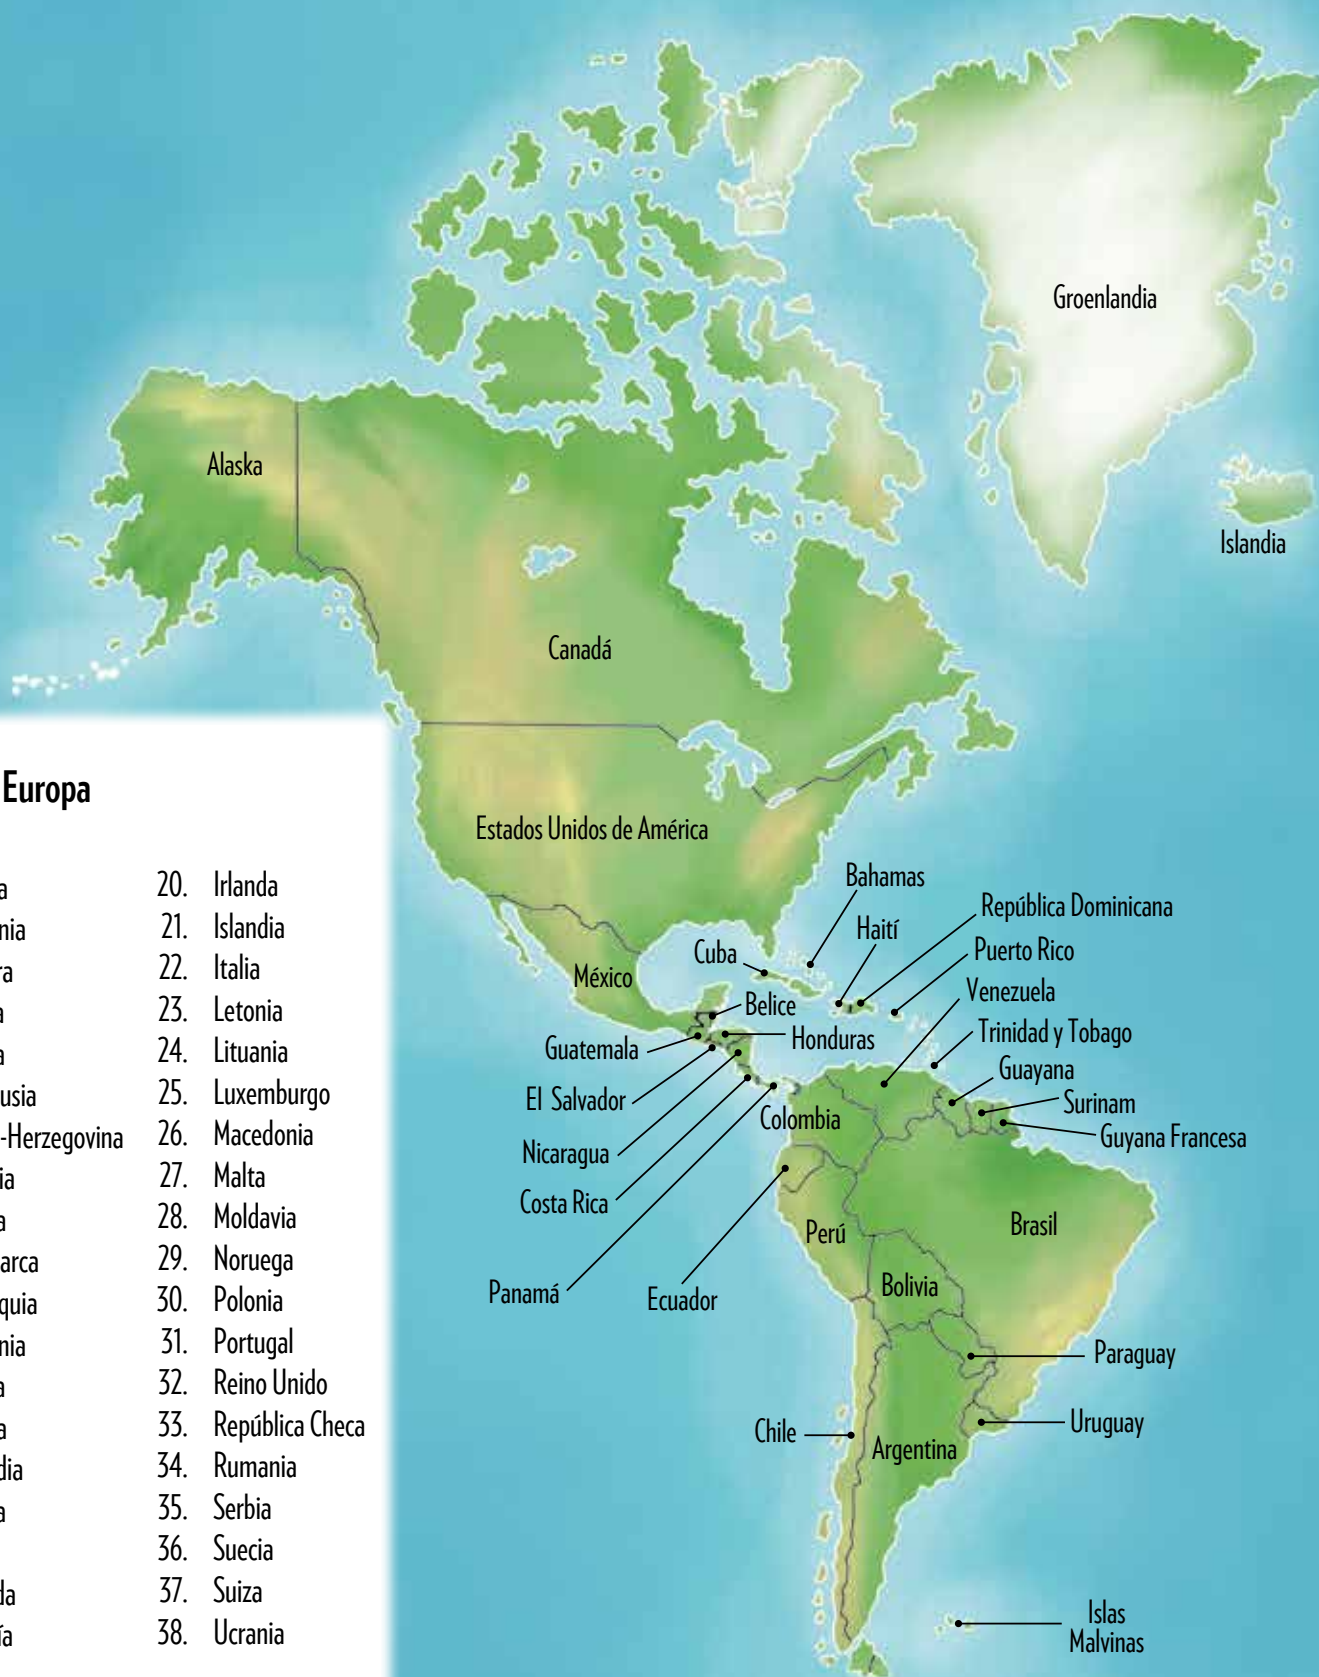 Groenlandia
Alaska
Islandia
Canadá
Estados Unidos de América
Bahamas
República Dominicana
Haití
Cuba
Puerto Rico
México
Venezuela
Belice
Trinidad y Tobago
Honduras
Guatemala
Guayana
El Salvador
Surinam
Colombia
Guyana Francesa
Nicaragua
Costa Rica
Perú
Brasil
Panamá
Ecuador
Bolivia
Paraguay
Chile
Uruguay
Argentina
Islas
Malvinas
Europa
20. Irlanda
21. Islandia
22. Italia
23. Letonia
24. Lituania
25. Luxemburgo
-Herzegovina
26. Macedonia
27. Malta
28. Moldavia
29. Noruega
30. Polonia
31. Portugal
32. Reino Unido
33. República Checa
34. Rumania
35. Serbia
36. Suecia
37. Suiza
38. Ucrania